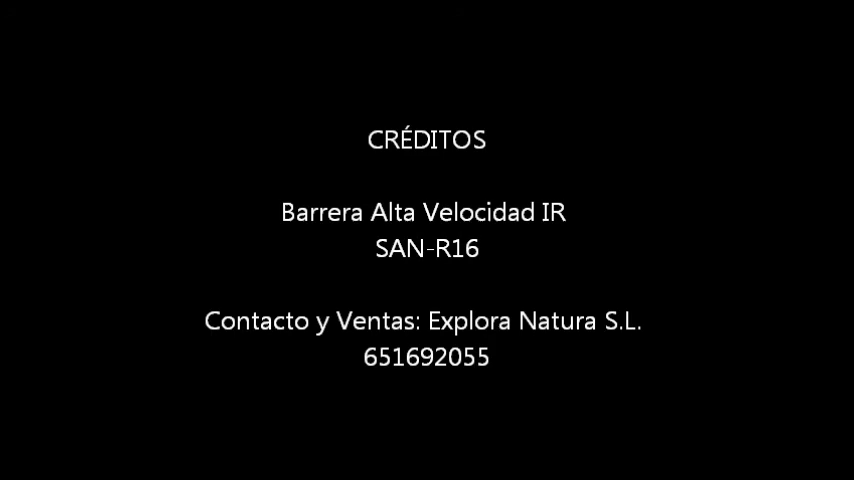 CRÉDITOS
Barrera Alta Velocidad IR
SAN-R16
Contacto y Ventas: Explora Natura S.L.
651692055